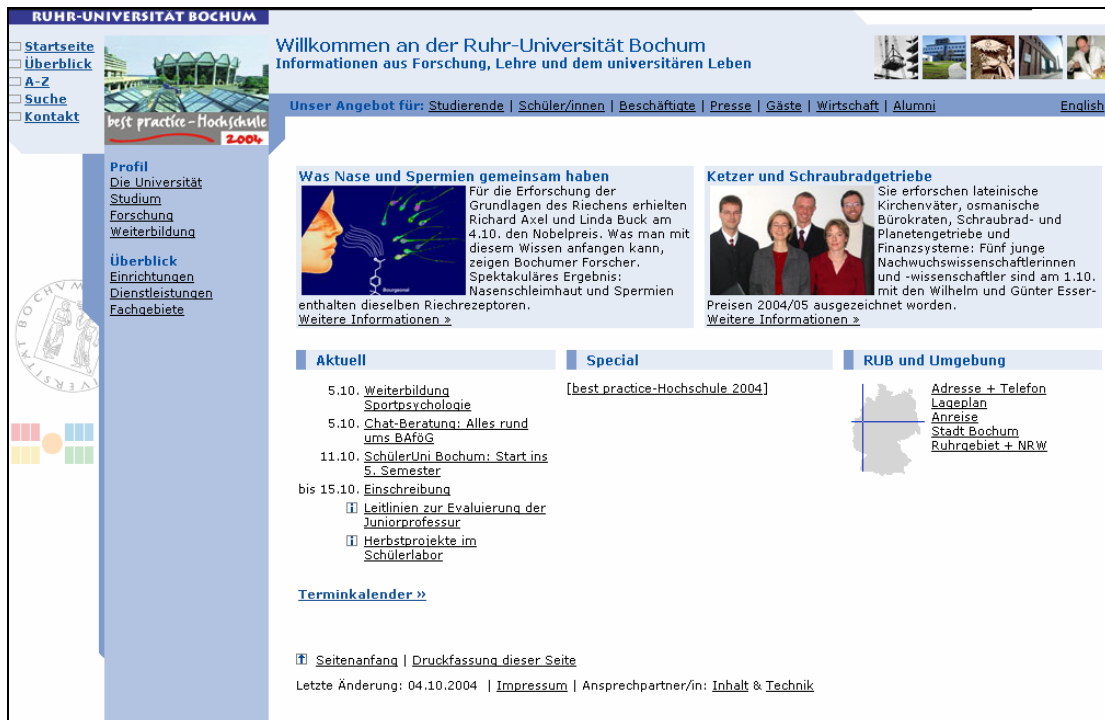 RUHR-UNIVERSITÄT BOCHUM
Startseite
Überblick
A-Z
Suche
Kontakt
best practice - Hochschule
2004
Willkommen an der Ruhr-Universität Bochum
Informationen aus Forschung, Lehre und dem universitären Leben
Unser Angebot für: Studierende | Schüler/innen | Beschäftigte | Presse | Gäste | Wirtschaft | Alumni
English
Profil
Die Universität
Studium
Forschung
Weiterbildung
Überblick
Einrichtungen
Dienstleistungen
Fachgebiete
Was Nase und Spermien gemeinsam haben
Für die Erforschung der
Grundlagen des Riechens erhielten
Richard Axel und Linda Buck am
4.10. den Nobelpreis. Was man mit
diesem Wissen anfangen kann,
zeigen Bochumer Forscher.
Spektakuläres Ergebnis:
Nasenschleimhaut und Spermien
enthalten dieselben Riechrezeptoren.
Weitere Informationen »
Bourgeonal
Ketzer und Schraubradgetriebe
Sie erforschen lateinische
Kirchenväter, osmanische
Bürokraten, Schraubrad- und
Planetengetriebe und
Finanzsysteme: Fünf junge
Nachwuchswissenschaftlerinnen
und -wissenschaftler sind am 1.10.
mit den Wilhelm und Günter Esser-
Preisen 2004/05 ausgezeichnet worden.
Weitere Informationen »
Aktuell
5.10. Weiterbildung
Sportpsychologie
5.10. Chat-Beratung: Alles rund
ums BAföG
11.10. SchülerUni Bochum: Start ins
5. Semester
bis 15.10. Einschreibung
Leitlinien zur Evaluierung der
Juniorprofessur
Herbstprojekte im
Schülerlabor
Terminkalender »
Special
[best practice-Hochschule 2004]
RUB und Umgebung
Adresse + Telefon
Lageplan
Anreise
Stadt Bochum
Ruhrgebiet + NRW
Seitenanfang | Druckfassung dieser Seite
Letzte Änderung: 04.10.2004 | Impressum | Ansprechpartner/in: Inhalt & Technik